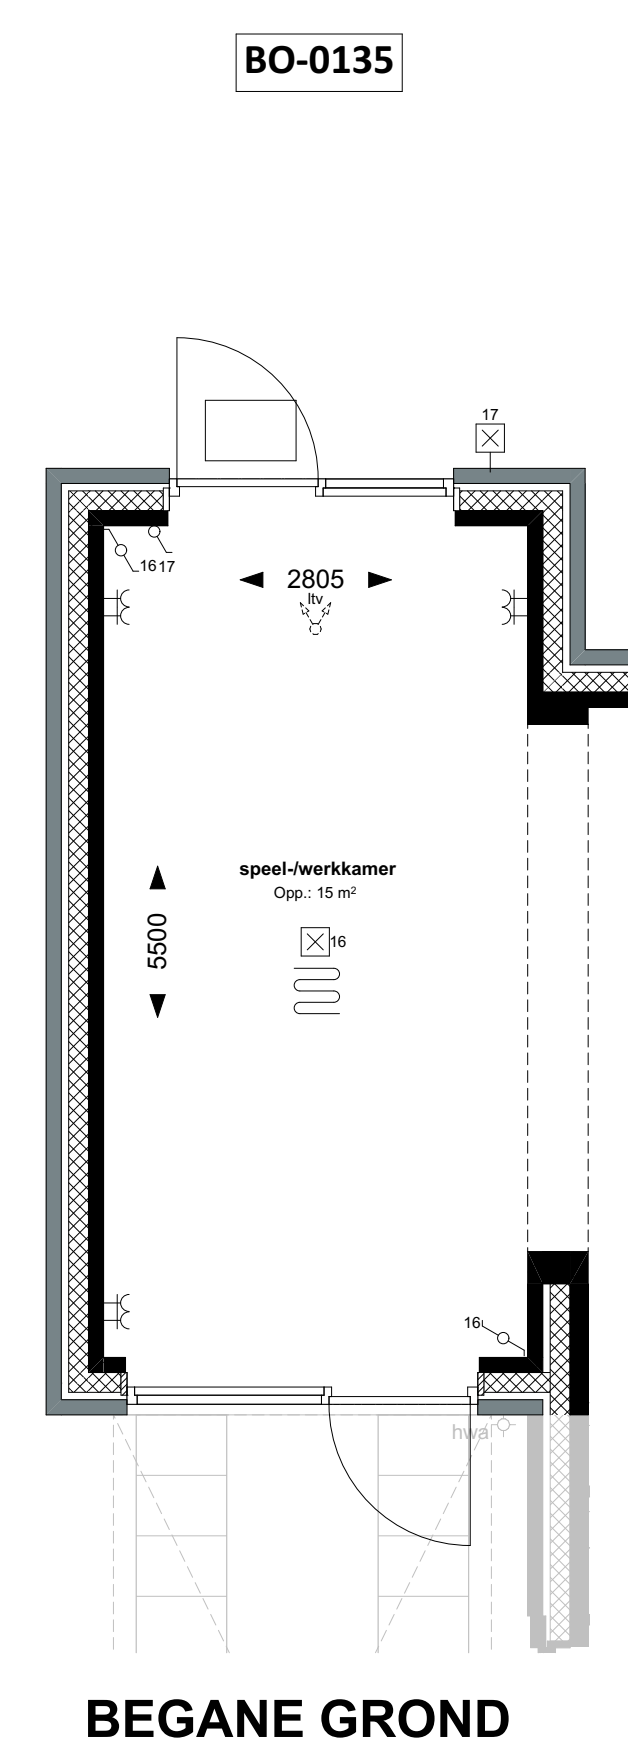 BO-0135
17
16 17
2805
ltv
speel-/werkkamer
Opp.: 15 m²
5500
16
16
hwa
BEGANE GROND